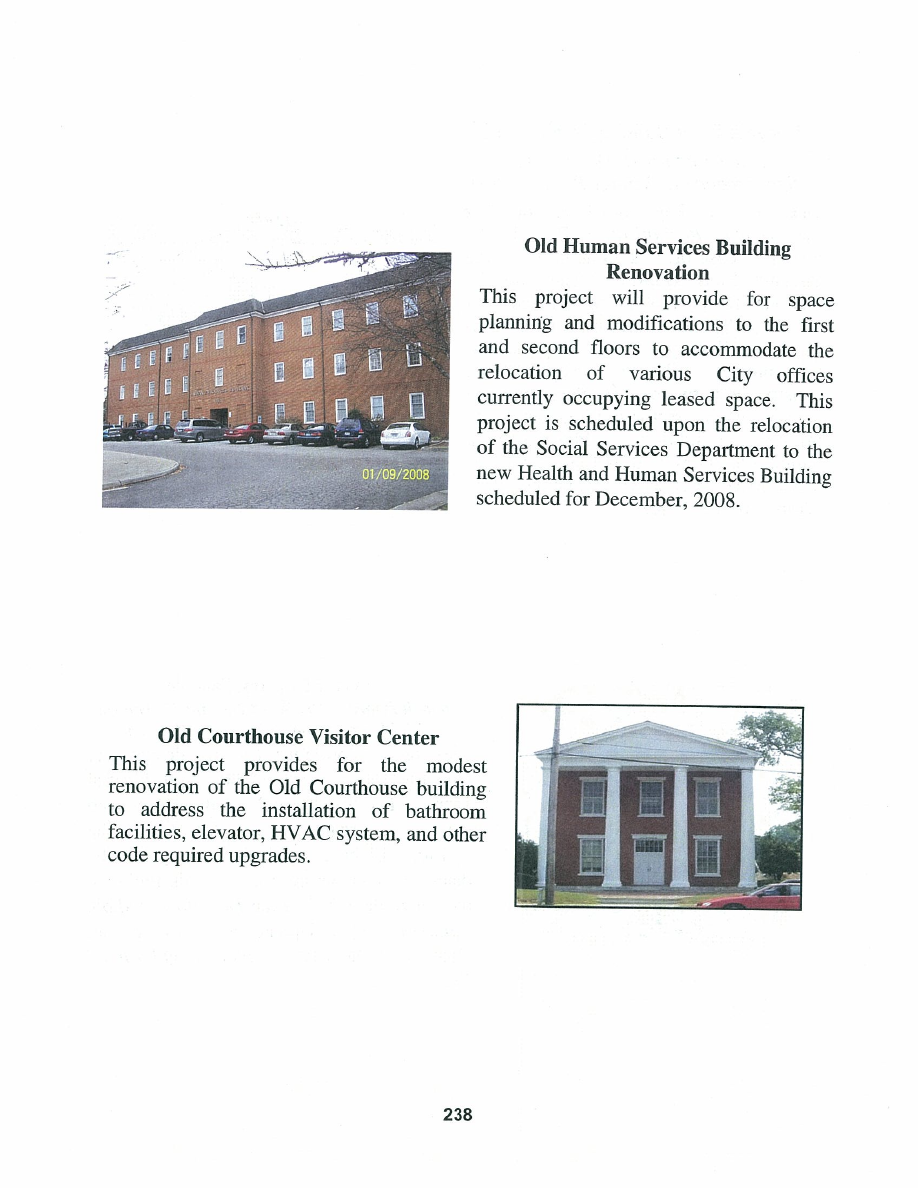 Old Human Services Building
Renovation
This project will provide for space
planning and modifications to the first
and second floors to accommodate the
relocation of various City offices
currently occupying leased space. This
project is scheduled upon the relocation
of the Social Services Department to the
new Health and Human Services Building
scheduled for December, 2008.
01/09/2008
Old Courthouse Visitor Center
This project provides for the modest
renovation of the Old Courthouse building
to address the installation of bathroom
facilities, elevator, HVAC system, and other
code required upgrades.
238